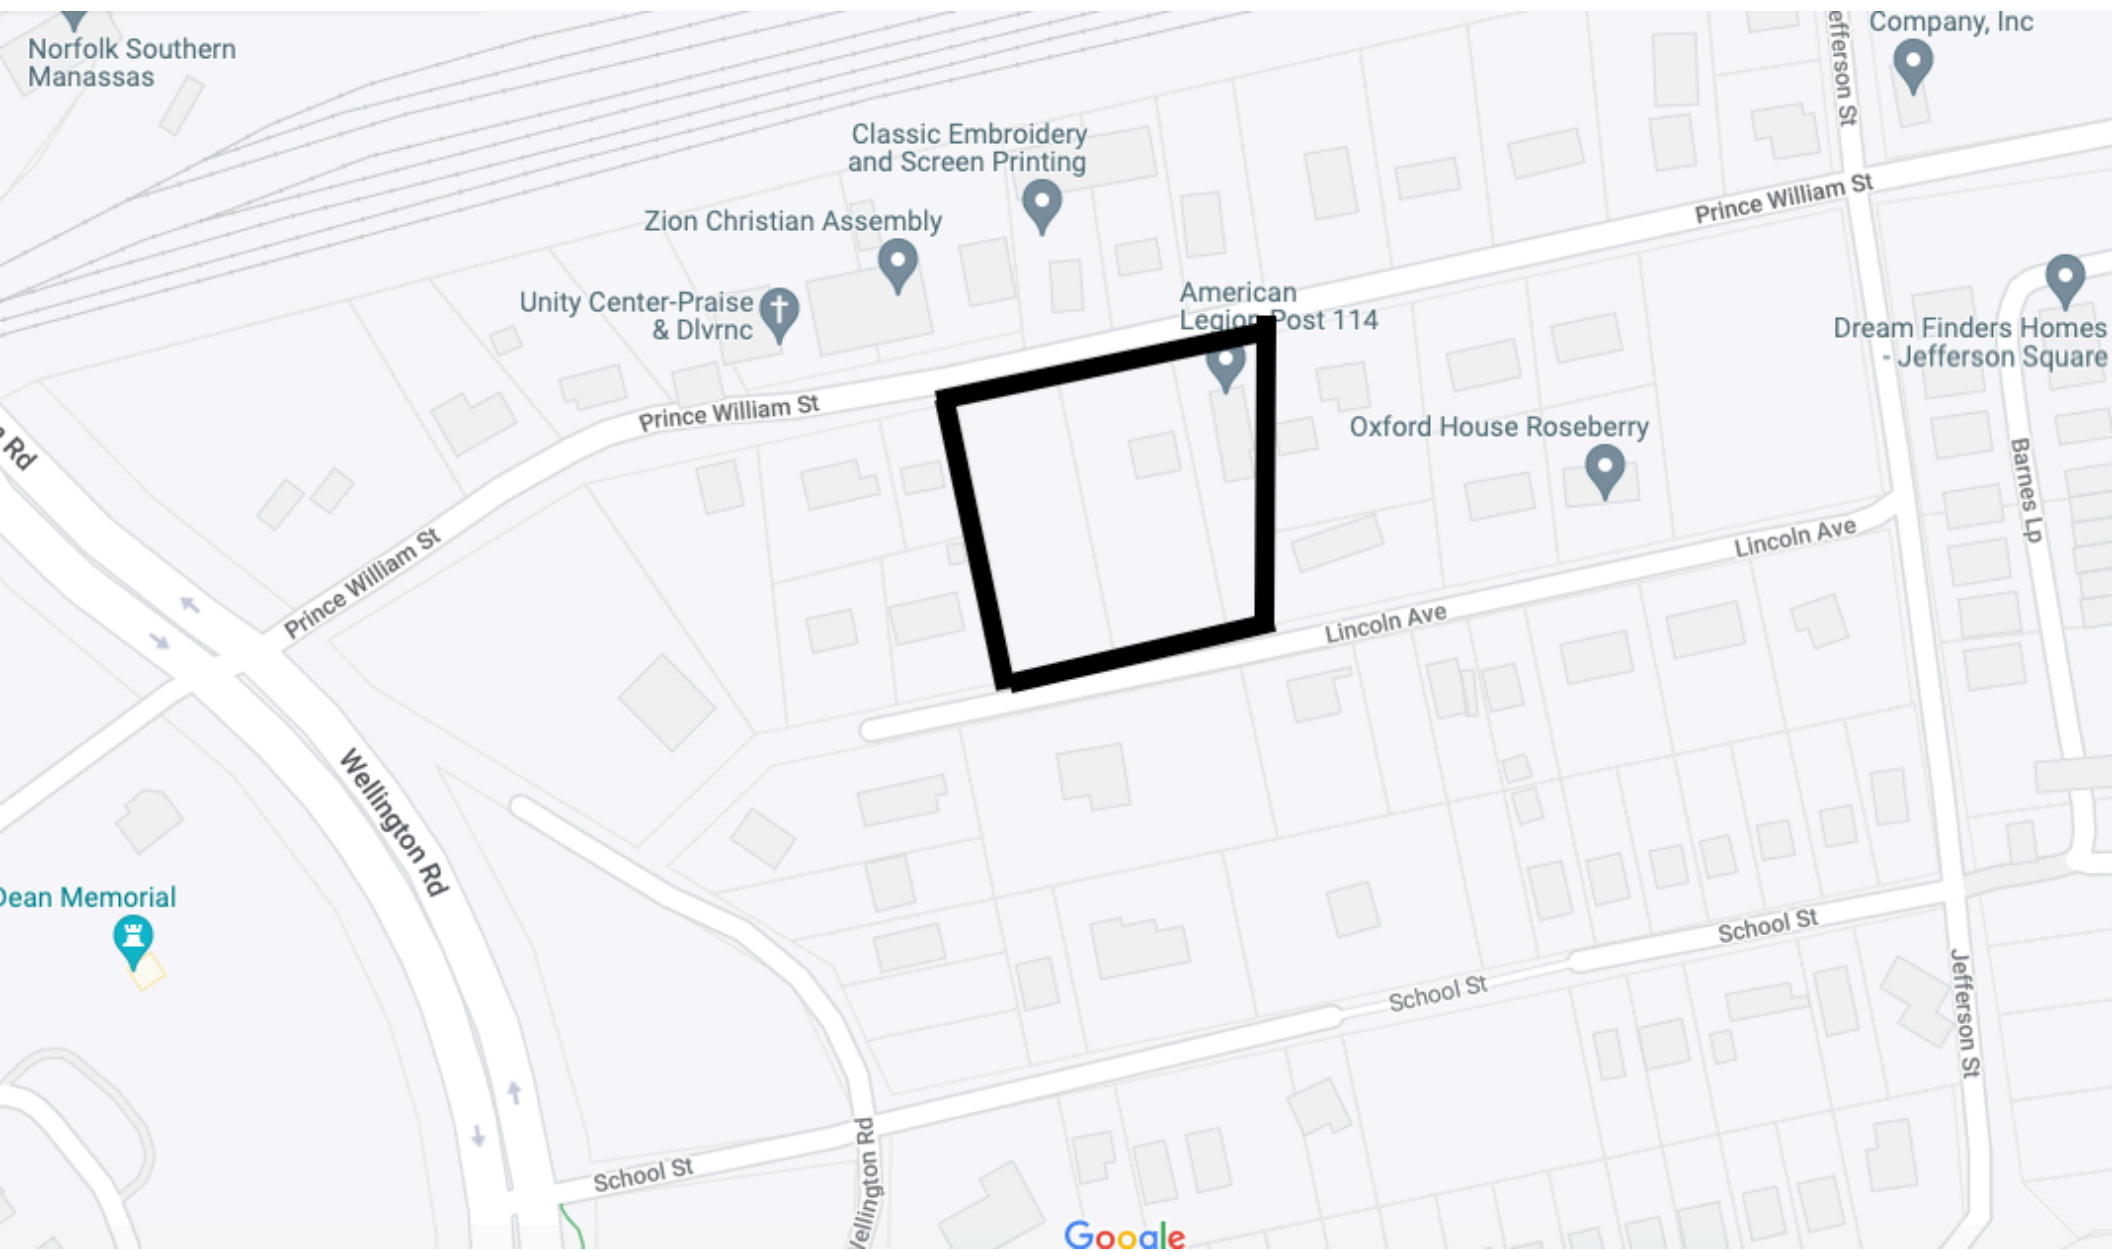 Norfolk Southern
Manassas
Company, Inc
efferson St
Classic Embroidery
and Screen Printing
Prince William St
Zion Christian Assembly
Unity Center-Praise
& Dlvrnc
American
Legion Post 114
Dream Finders Homes
- Jefferson Square
Prince William St
Oxford House Roseberry
Rd
Barnes Lp
Prince William St
Lincoln Ave
Lincoln Ave
Wellington Rd
Dean Memorial
School St
School St
Jefferson St
School St
Wellington Rd
Google